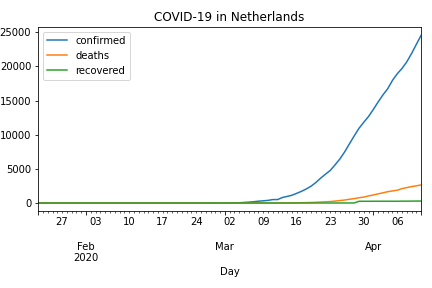 COVID-19 in Netherlands
25000
20000
15000
10000
5000
0
confirmed
deaths
recovered
27 03 10 17 24 02 09 16 23 30 06
Feb Mar Apr
2020
Day